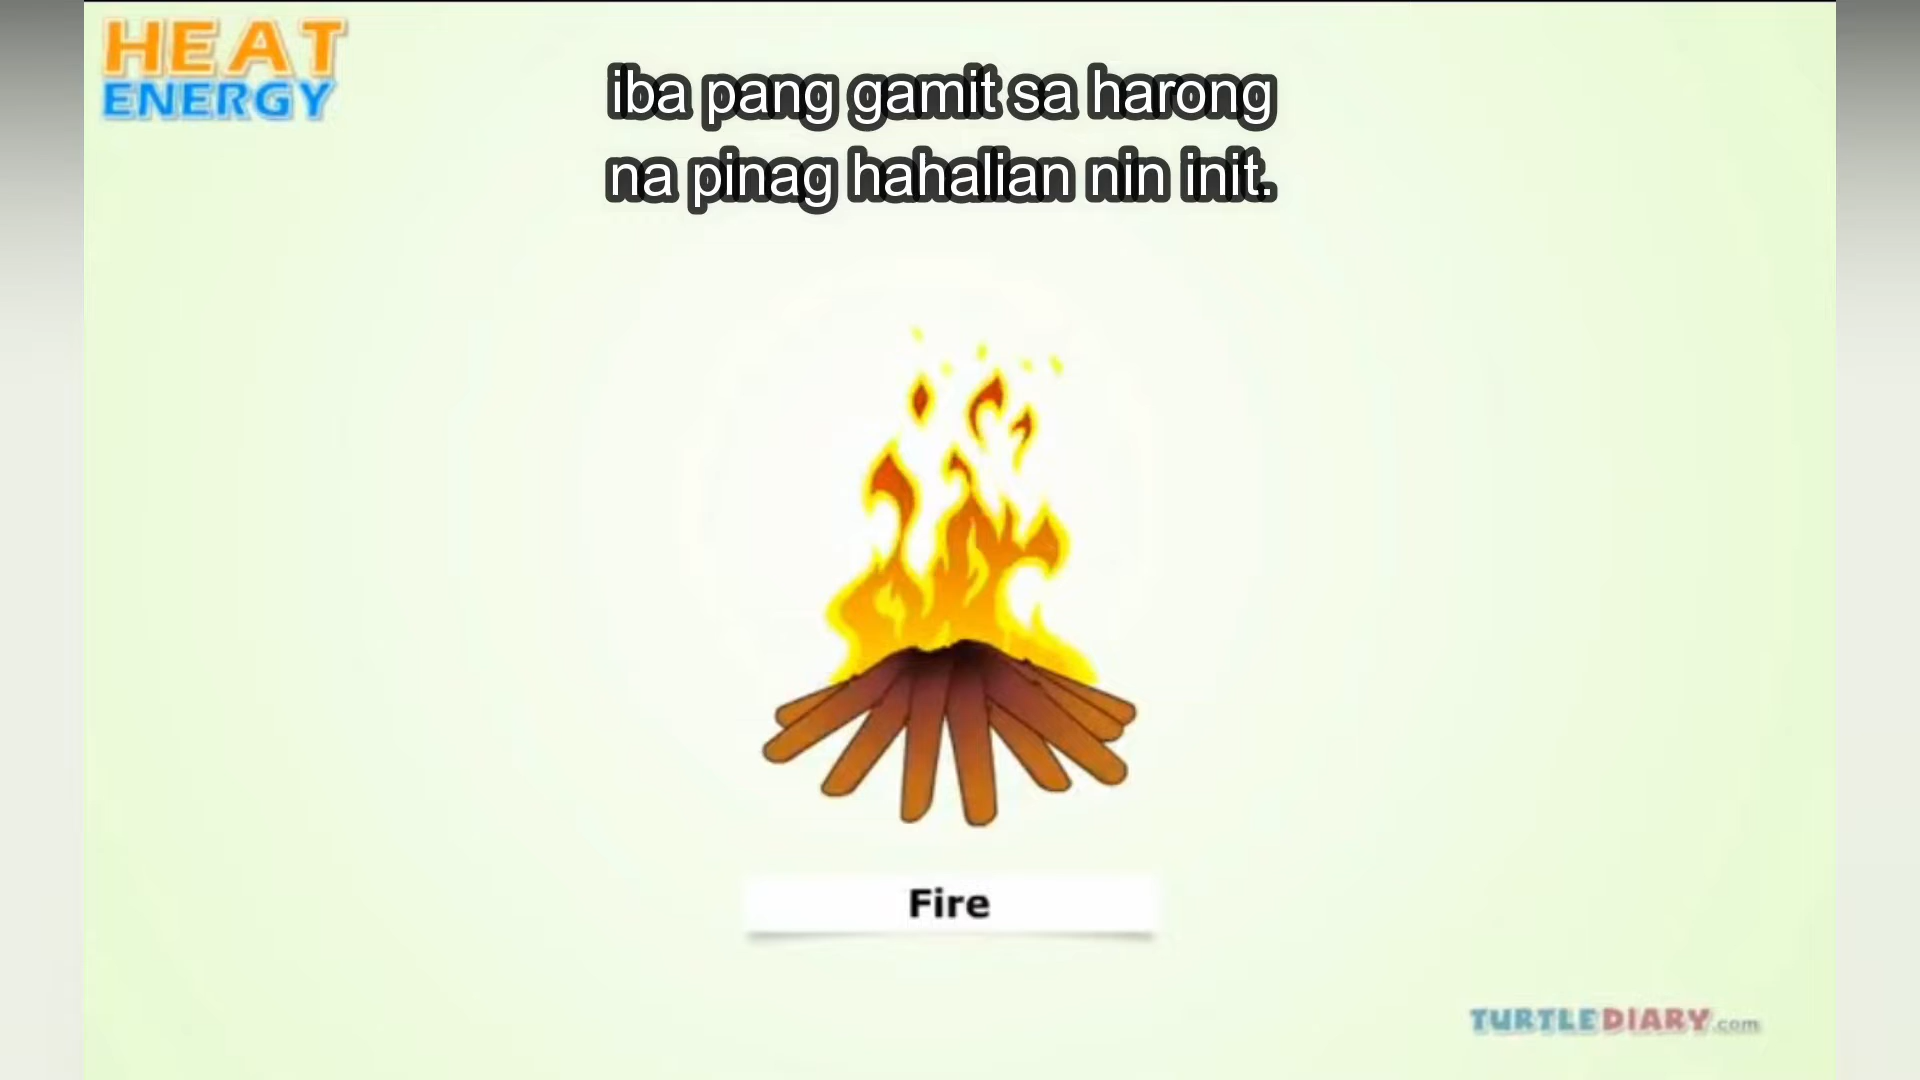 HEAT
ENERGY
iba pang gamit sa harong
na pinag hahalian nin init.
Fire
TURTLEDIARY.com